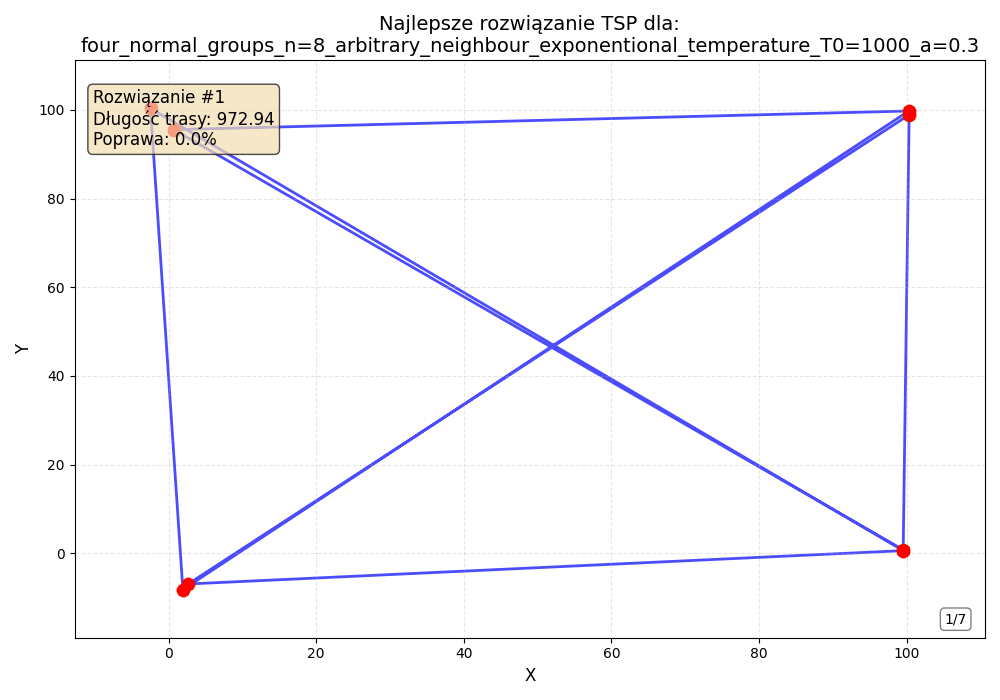 Najlepsze rozwiązanie TSP dla:
four_normal_groups_n=8_arbitrary_neighbour_exponential_temperature_T0=1000_a=0.3
Rozwiązanie #1
Długość trasy: 972.94
Poprawa: 0.0%
100
80
60
40
20
0
Y
1/7
0
20
40
60
80
100
X